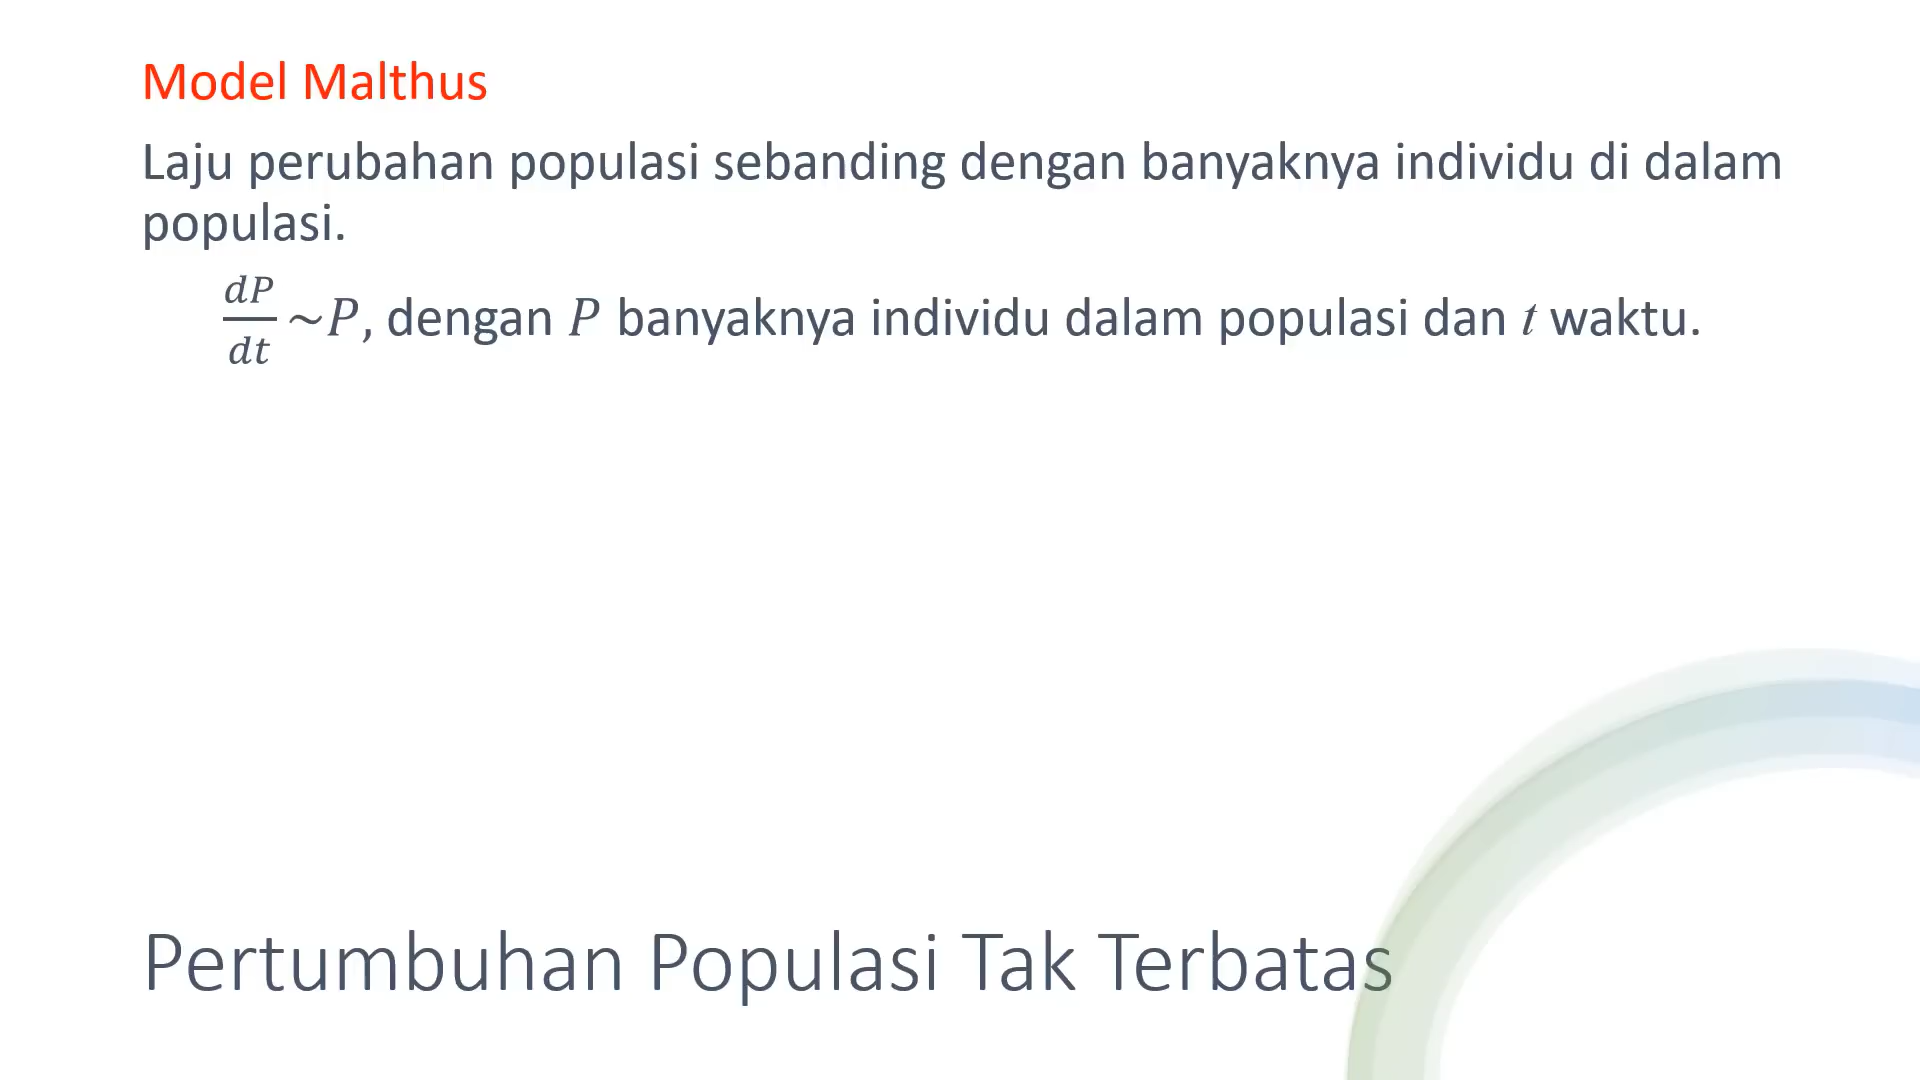 Model Malthus
Laju perubahan populasi sebanding dengan banyaknya individu di dalam
populasi.
dP/dt ~P, dengan P banyaknya individu dalam populasi dan t waktu.
Pertumbuhan Populasi Tak Terbatas